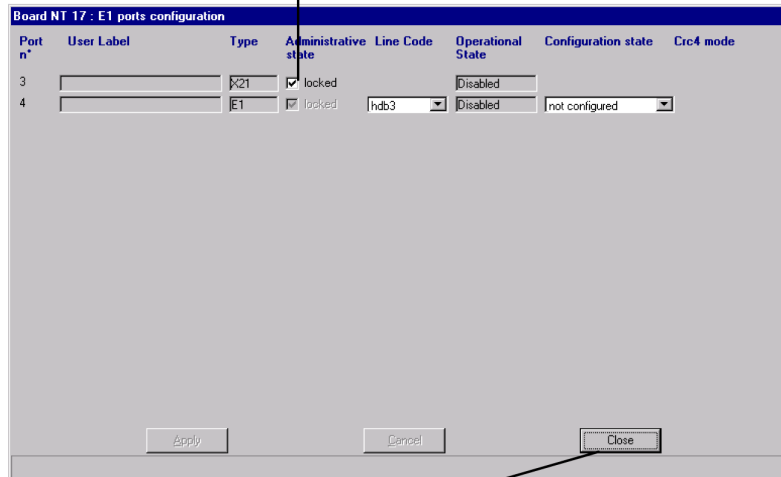 Board NT 17 : E1 ports configuration
Port n° User Label Type Administrative state Line Code Operational State Configuration state Crc4 mode
3 X21 locked Disabled
4 E1 locked hdb3 Disabled not configured
Apply Cancel Close